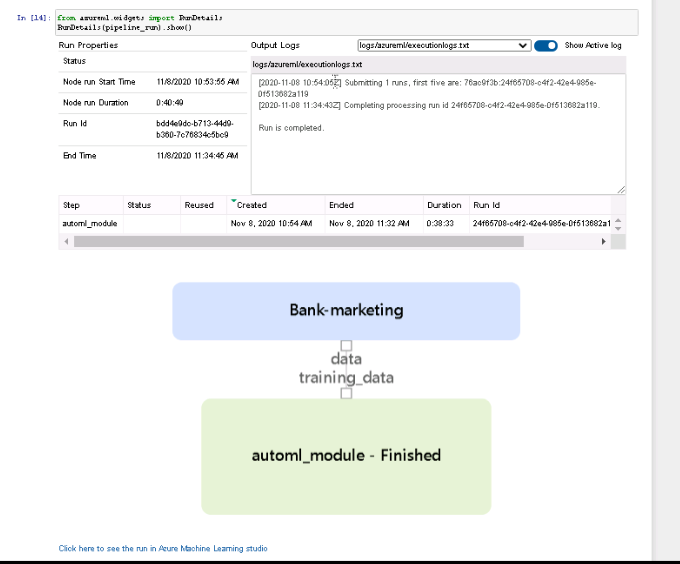 In [14]: from azureml.widgets import RunDetails
RunDetails(pipeline_run).show()
Run Properties
Status
Node run Start Time 11/8/2020 10:53:55 AM
Node run Duration 0:40:49
Run Id bdd4e9dc-b713-44d9-
b360-7c76834c5bc9
End Time 11/8/2020 11:34:45 AM
Output Logs logs/azureml/executionlogs.txt Show Active log
logs/azureml/executionlogs.txt
[2020-11-08 10:54:05Z] Submitting 1 runs, first five are: 76ac9f3b:24f65708-c4f2-42e4-985e-
0f513682a119
[2020-11-08 11:34:43Z] Completing processing run id 24f65708-c4f2-42e4-985e-0f513682a119.
Run is completed.
Step Status Reused Created Ended Duration Run Id
automl_module Nov 8, 2020 10:54 AM Nov 8, 2020 11:32 AM 0:38:33 24f65708-c4f2-42e4-985e-0f513682a1
Bank-marketing
data
training_data
automl_module - Finished
Click here to see the run in Azure Machine Learning studio